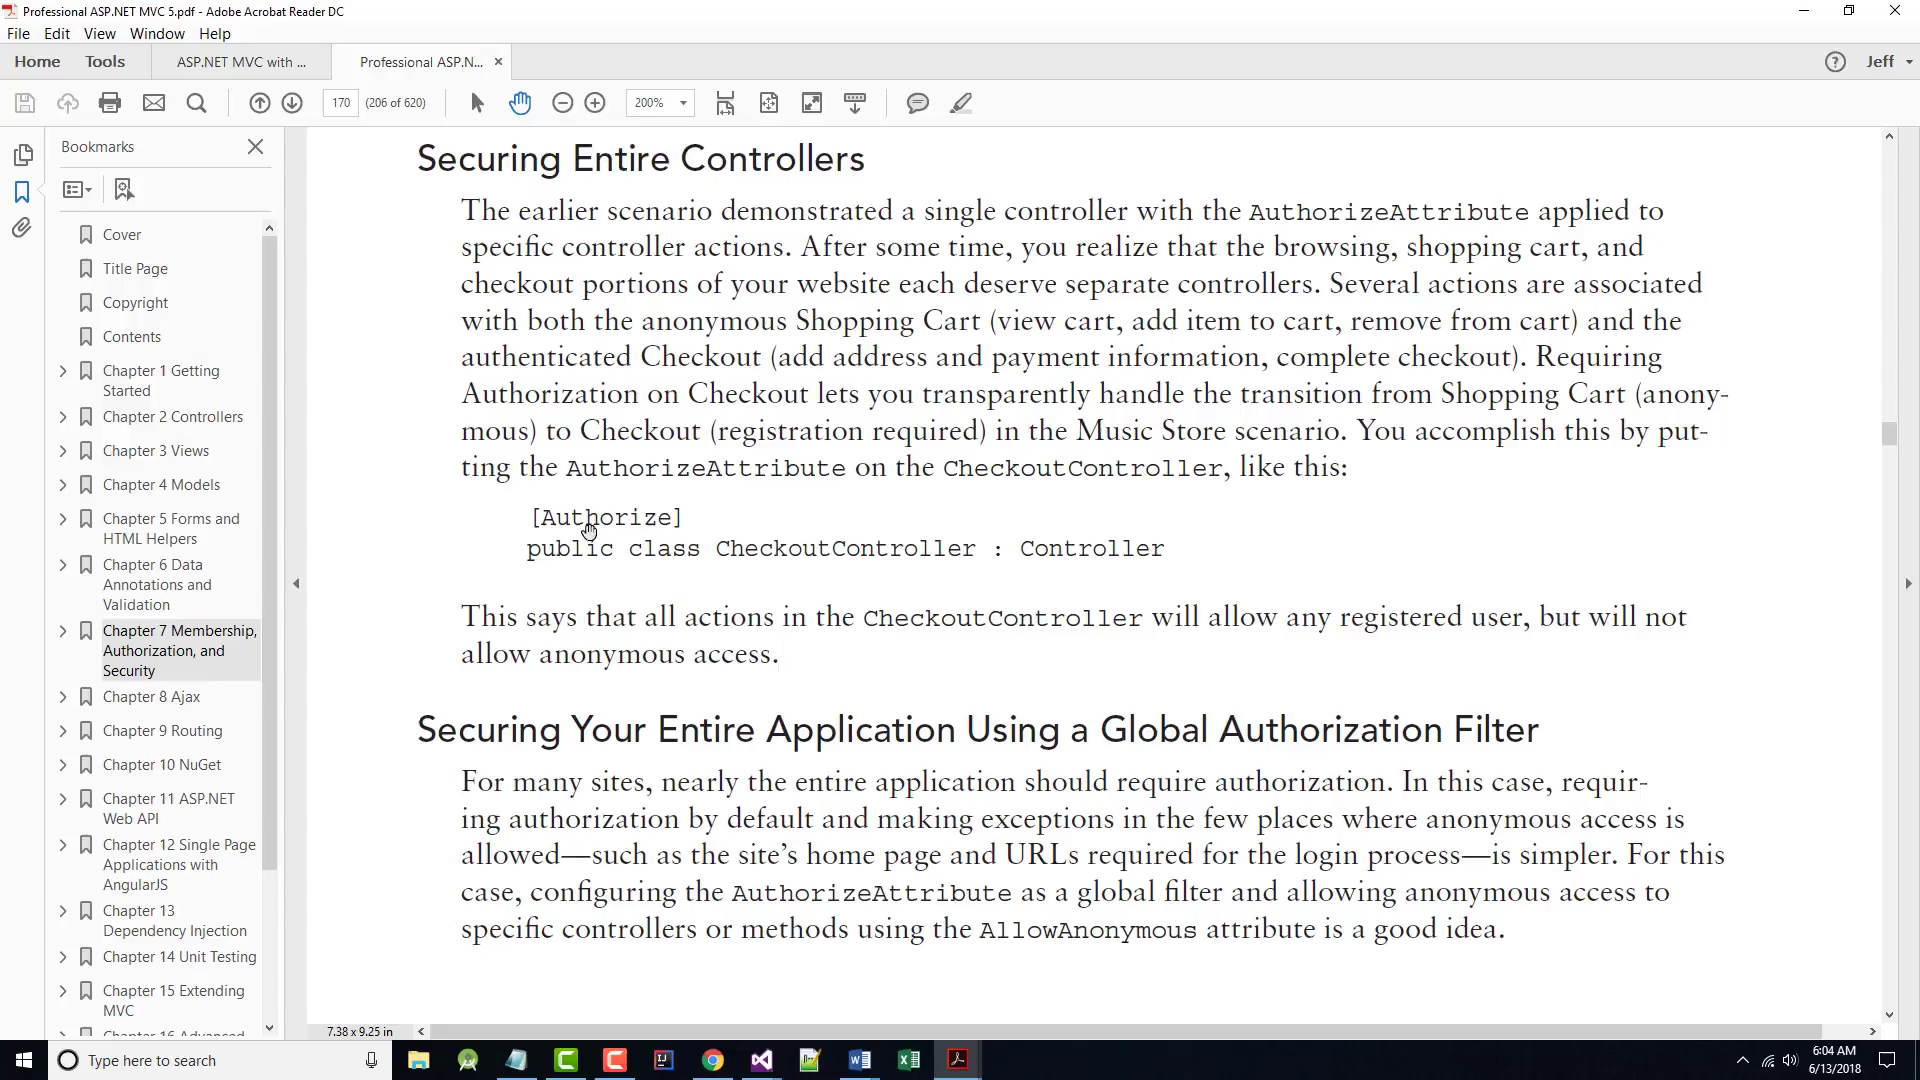 Professional ASP.NET MVC 5.pdf - Adobe Acrobat Reader DC
File Edit View Window Help
Home Tools ASP.NET MVC with ... Professional ASP.N... Jeff
170 (206 of 620) 200%
Bookmarks
Cover
Title Page
Copyright
Contents
Chapter 1 Getting
Started
Chapter 2 Controllers
Chapter 3 Views
Chapter 4 Models
Chapter 5 Forms and
HTML Helpers
Chapter 6 Data
Annotations and
Validation
Chapter 7 Membership,
Authorization, and
Security
Chapter 8 Ajax
Chapter 9 Routing
Chapter 10 NuGet
Chapter 11 ASP.NET
Web API
Chapter 12 Single Page
Applications with
AngularJS
Chapter 13
Dependency Injection
Chapter 14 Unit Testing
Chapter 15 Extending
MVC
Chapter 16 Advanced
Securing Entire Controllers
The earlier scenario demonstrated a single controller with the AuthorizeAttribute applied to
specific controller actions. After some time, you realize that the browsing, shopping cart, and
checkout portions of your website each deserve separate controllers. Several actions are associated
with both the anonymous Shopping Cart (view cart, add item to cart, remove from cart) and the
authenticated Checkout (add address and payment information, complete checkout). Requiring
Authorization on Checkout lets you transparently handle the transition from Shopping Cart (anony-
mous) to Checkout (registration required) in the Music Store scenario. You accomplish this by put-
ting the AuthorizeAttribute on the CheckoutController, like this:
[Authorize]
public class CheckoutController : Controller
This says that all actions in the CheckoutController will allow any registered user, but will not
allow anonymous access.
Securing Your Entire Application Using a Global Authorization Filter
For many sites, nearly the entire application should require authorization. In this case, requir-
ing authorization by default and making exceptions in the few places where anonymous access is
allowed—such as the site's home page and URLs required for the login process—is simpler. For this
case, configuring the AuthorizeAttribute as a global filter and allowing anonymous access to
specific controllers or methods using the AllowAnonymous attribute is a good idea.
7.38 x 9.25 in
Type here to search
6:04 AM
6/13/2018